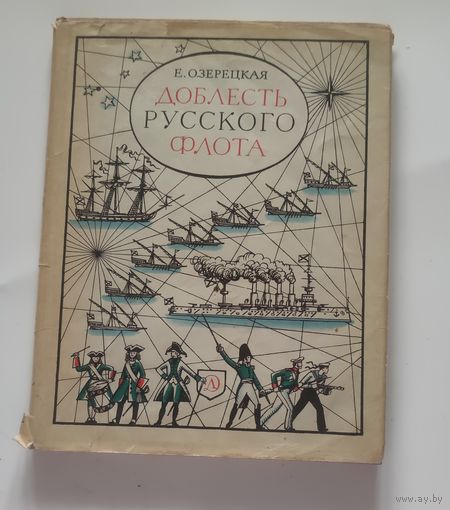 Е. ОЗЕРЕЦКАЯ
ДОБЛЕСТЬ
РУССКОГО
ФЛОТА
Д Л
www.ay.by